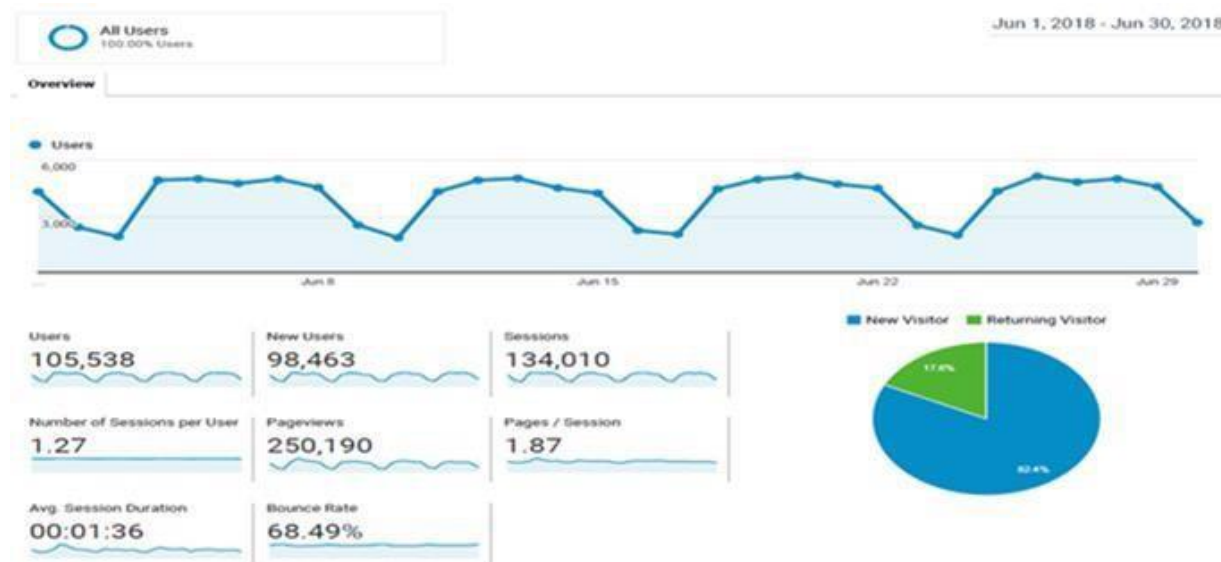 All Users
100.00% Users
Jun 1, 2018 - Jun 30, 2018
Overview
Users
6,000
3,000
...
Jun 8
Jun 15
Jun 22
Jun 29
New Visitor
Returning Visitor
Users
New Users
Sessions
105,538
98,463
134,010
Number of Sessions per User
Pageviews
Pages / Session
1.27
250,190
1.87
Avg. Session Duration
Bounce Rate
00:01:36
68.49%
17.6%
82.4%